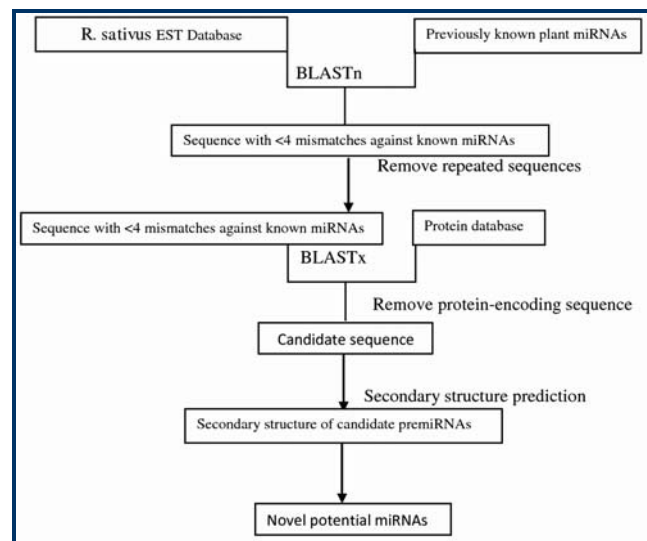 R. sativus EST Database
Previously known plant miRNAs
BLASTn
Sequence with <4 mismatches against known miRNAs
Remove repeated sequences
Sequence with <4 mismatches against known miRNAs
Protein database
BLASTx
Remove protein-encoding sequence
Candidate sequence
Secondary structure prediction
Secondary structure of candidate premiRNAs
Novel potential miRNAs